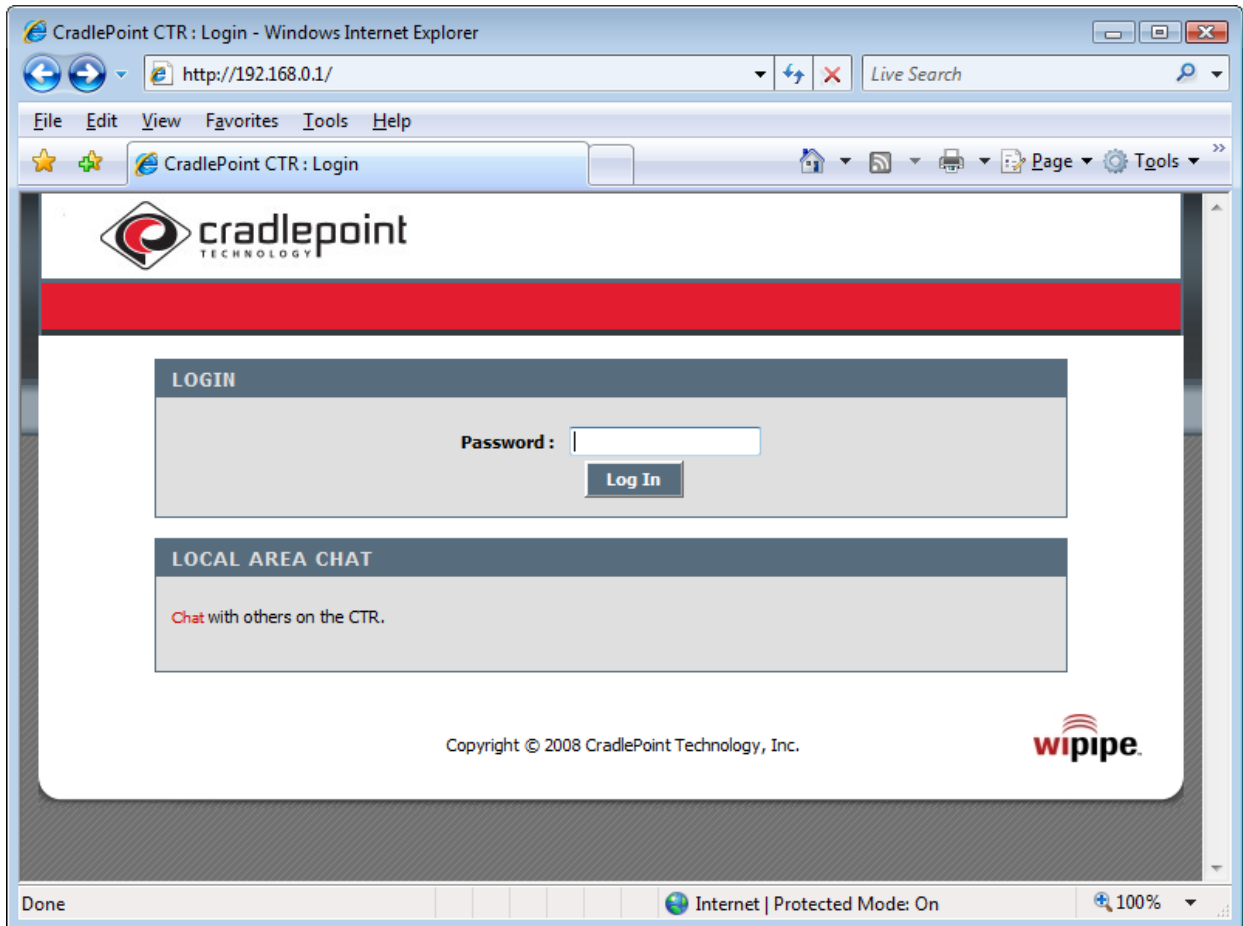 CradlePoint CTR : Login - Windows Internet Explorer
http://192.168.0.1/
Live Search
File Edit View Favorites Tools Help
CradlePoint CTR : Login
Page Tools
cradlepoint
TECHNOLOGY
LOGIN
Password :
Log In
LOCAL AREA CHAT
Chat with others on the CTR.
Copyright © 2008 CradlePoint Technology, Inc.
wipipe
Done
Internet | Protected Mode: On
100%